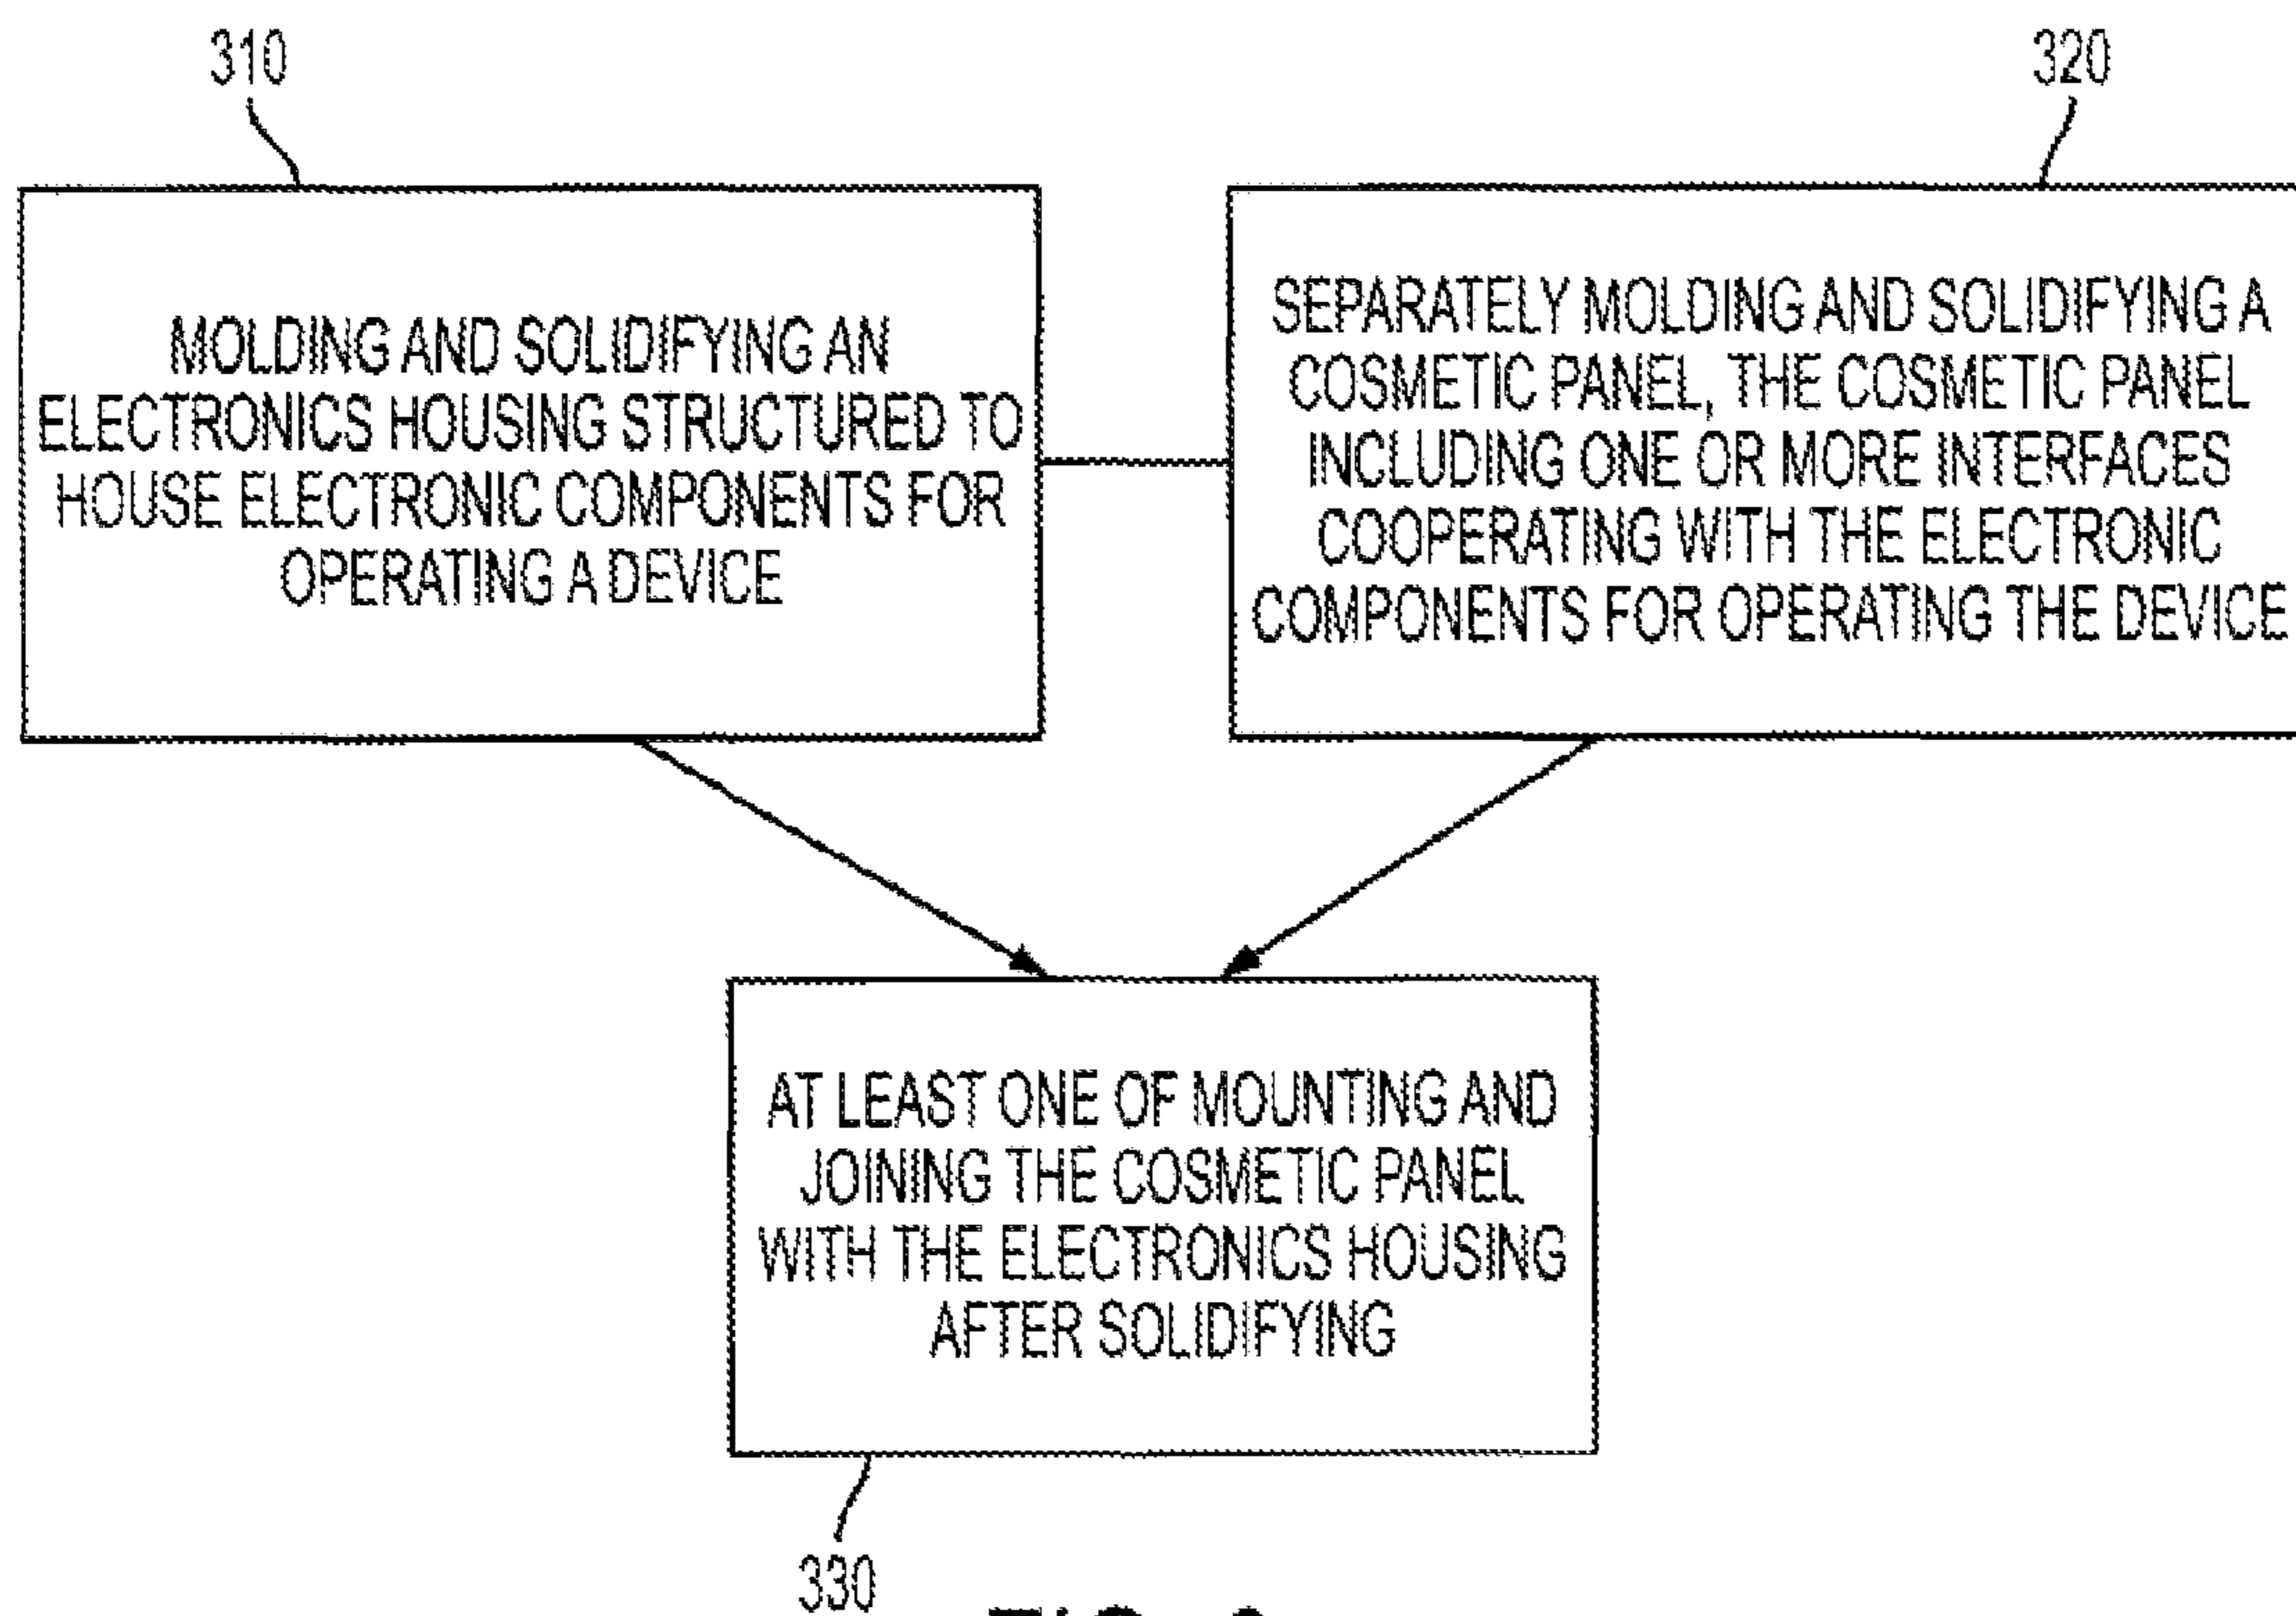 310
320
MOLDING AND SOLIDIFYING AN
ELECTRONICS HOUSING STRUCTURED TO
HOUSE ELECTRONIC COMPONENTS FOR
OPERATING A DEVICE
SEPARATELY MOLDING AND SOLIDIFYING A
COSMETIC PANEL, THE COSMETIC PANEL
INCLUDING ONE OR MORE INTERFACES
COOPERATING WITH THE ELECTRONIC
COMPONENTS FOR OPERATING THE DEVICE
AT LEAST ONE OF MOUNTING AND
JOINING THE COSMETIC PANEL
WITH THE ELECTRONICS HOUSING
AFTER SOLIDIFYING
330